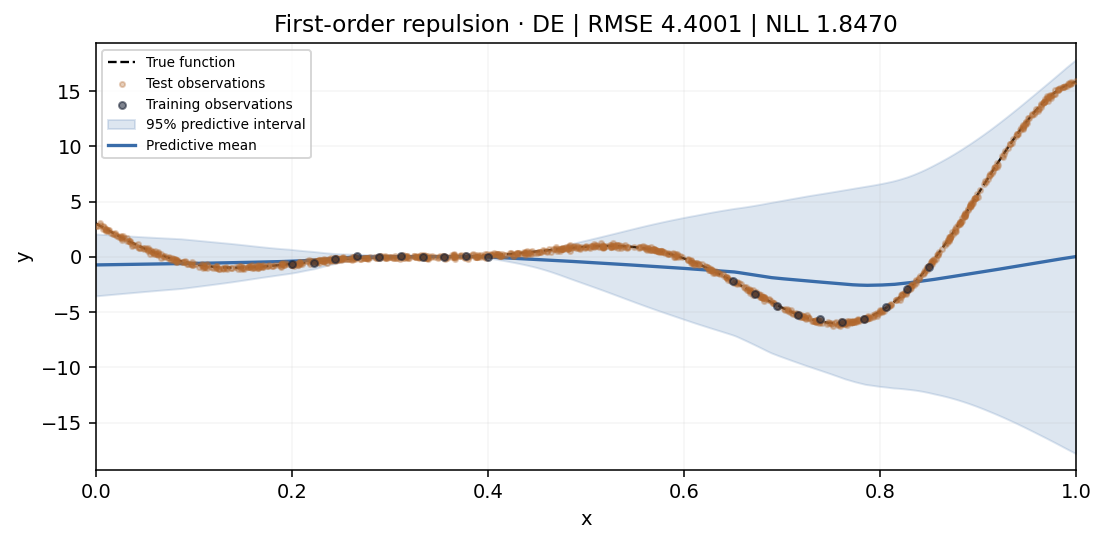 First-order repulsion · DE | RMSE 4.4001 | NLL 1.8470
True function
Test observations
Training observations
95% predictive interval
Predictive mean
15
10
5
0
−5
−10
−15
y
0.0 0.2 0.4 0.6 0.8 1.0
x